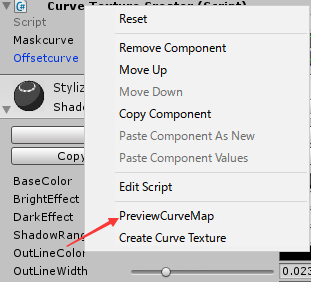 Curve Texture Creator (Script)
Script
Maskcurve
Offsetcurve
Styliz
Shade
Copy
BaseColor
BrightEffect
DarkEffect
ShadowRang
OutLineColo
OutLineWidth
0.023
Reset
Remove Component
Move Up
Move Down
Copy Component
Paste Component As New
Paste Component Values
Edit Script
PreviewCurveMap
Create Curve Texture